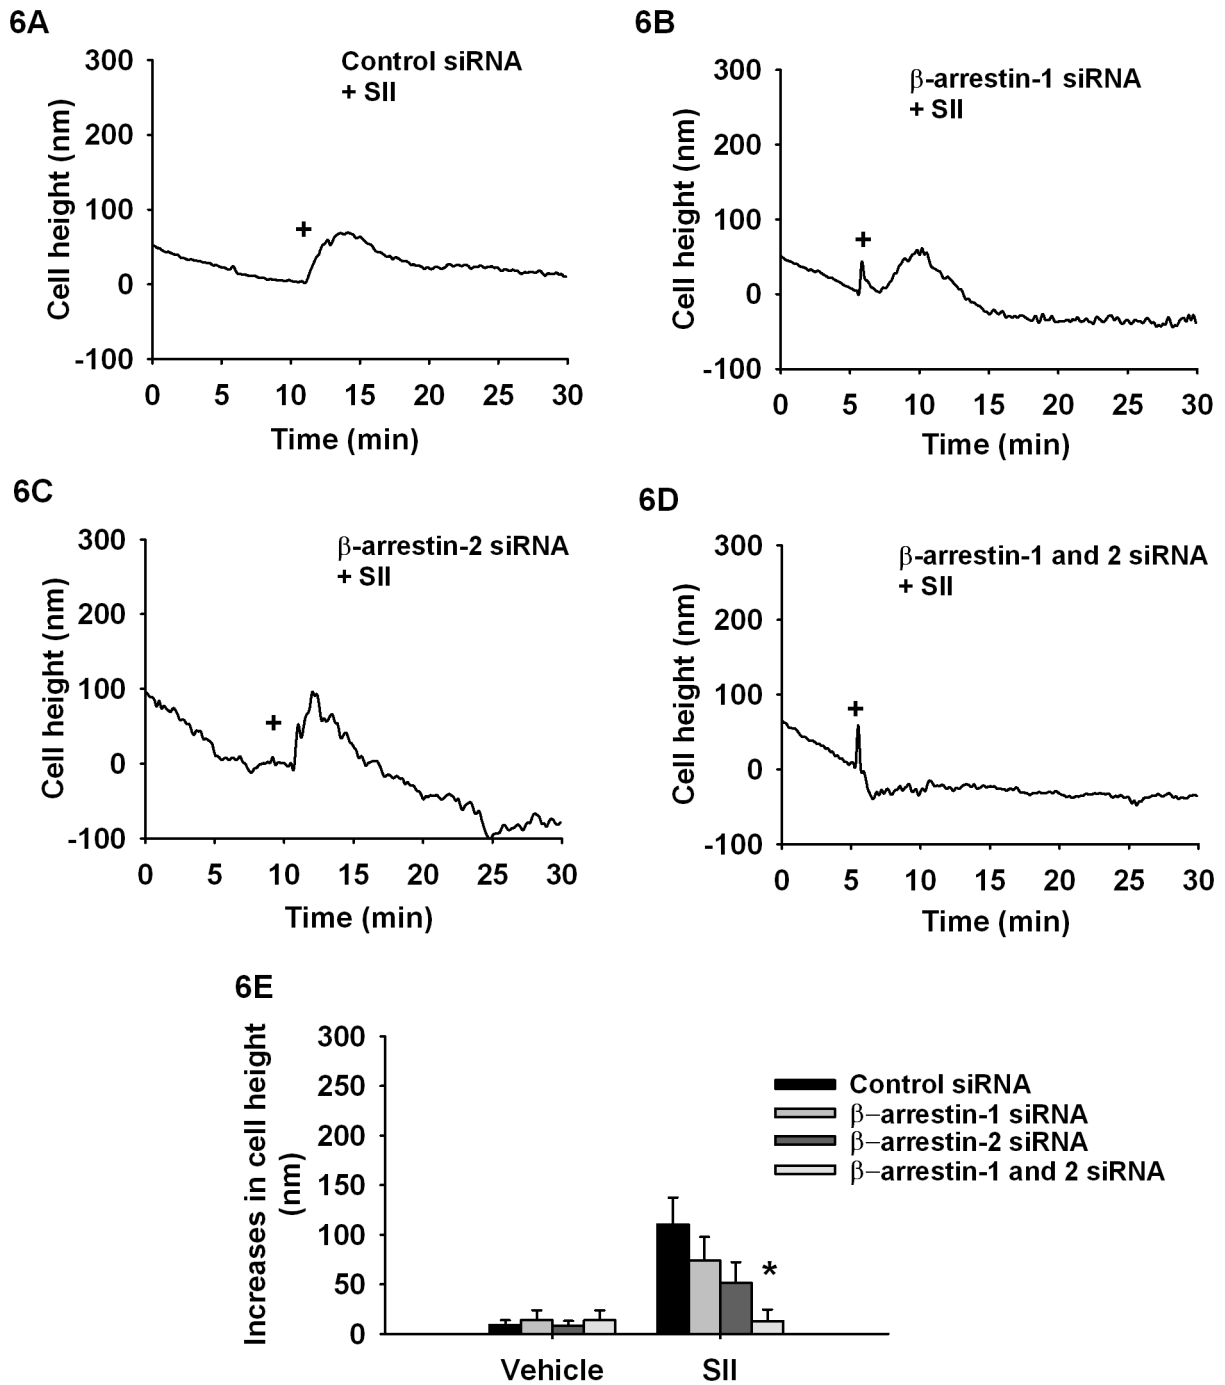 6A
Control siRNA
+ SII
300
200
100
0
-100
Cell height (nm)
+
0 5 10 15 20 25 30
Time (min)
6B
β-arrestin-1 siRNA
+ SII
300
200
100
0
-100
Cell height (nm)
+
0 5 10 15 20 25 30
Time (min)
6C
β-arrestin-2 siRNA
+ SII
300
200
100
0
-100
Cell height (nm)
+
0 5 10 15 20 25 30
Time (min)
6D
β-arrestin-1 and 2 siRNA
+ SII
300
200
100
0
-100
Cell height (nm)
+
0 5 10 15 20 25 30
Time (min)
6E
Increases in cell height
(nm)
300
250
200
150
100
50
0
Control siRNA
β−arrestin-1 siRNA
β−arrestin-2 siRNA
β−arrestin-1 and 2 siRNA
*
Vehicle SII